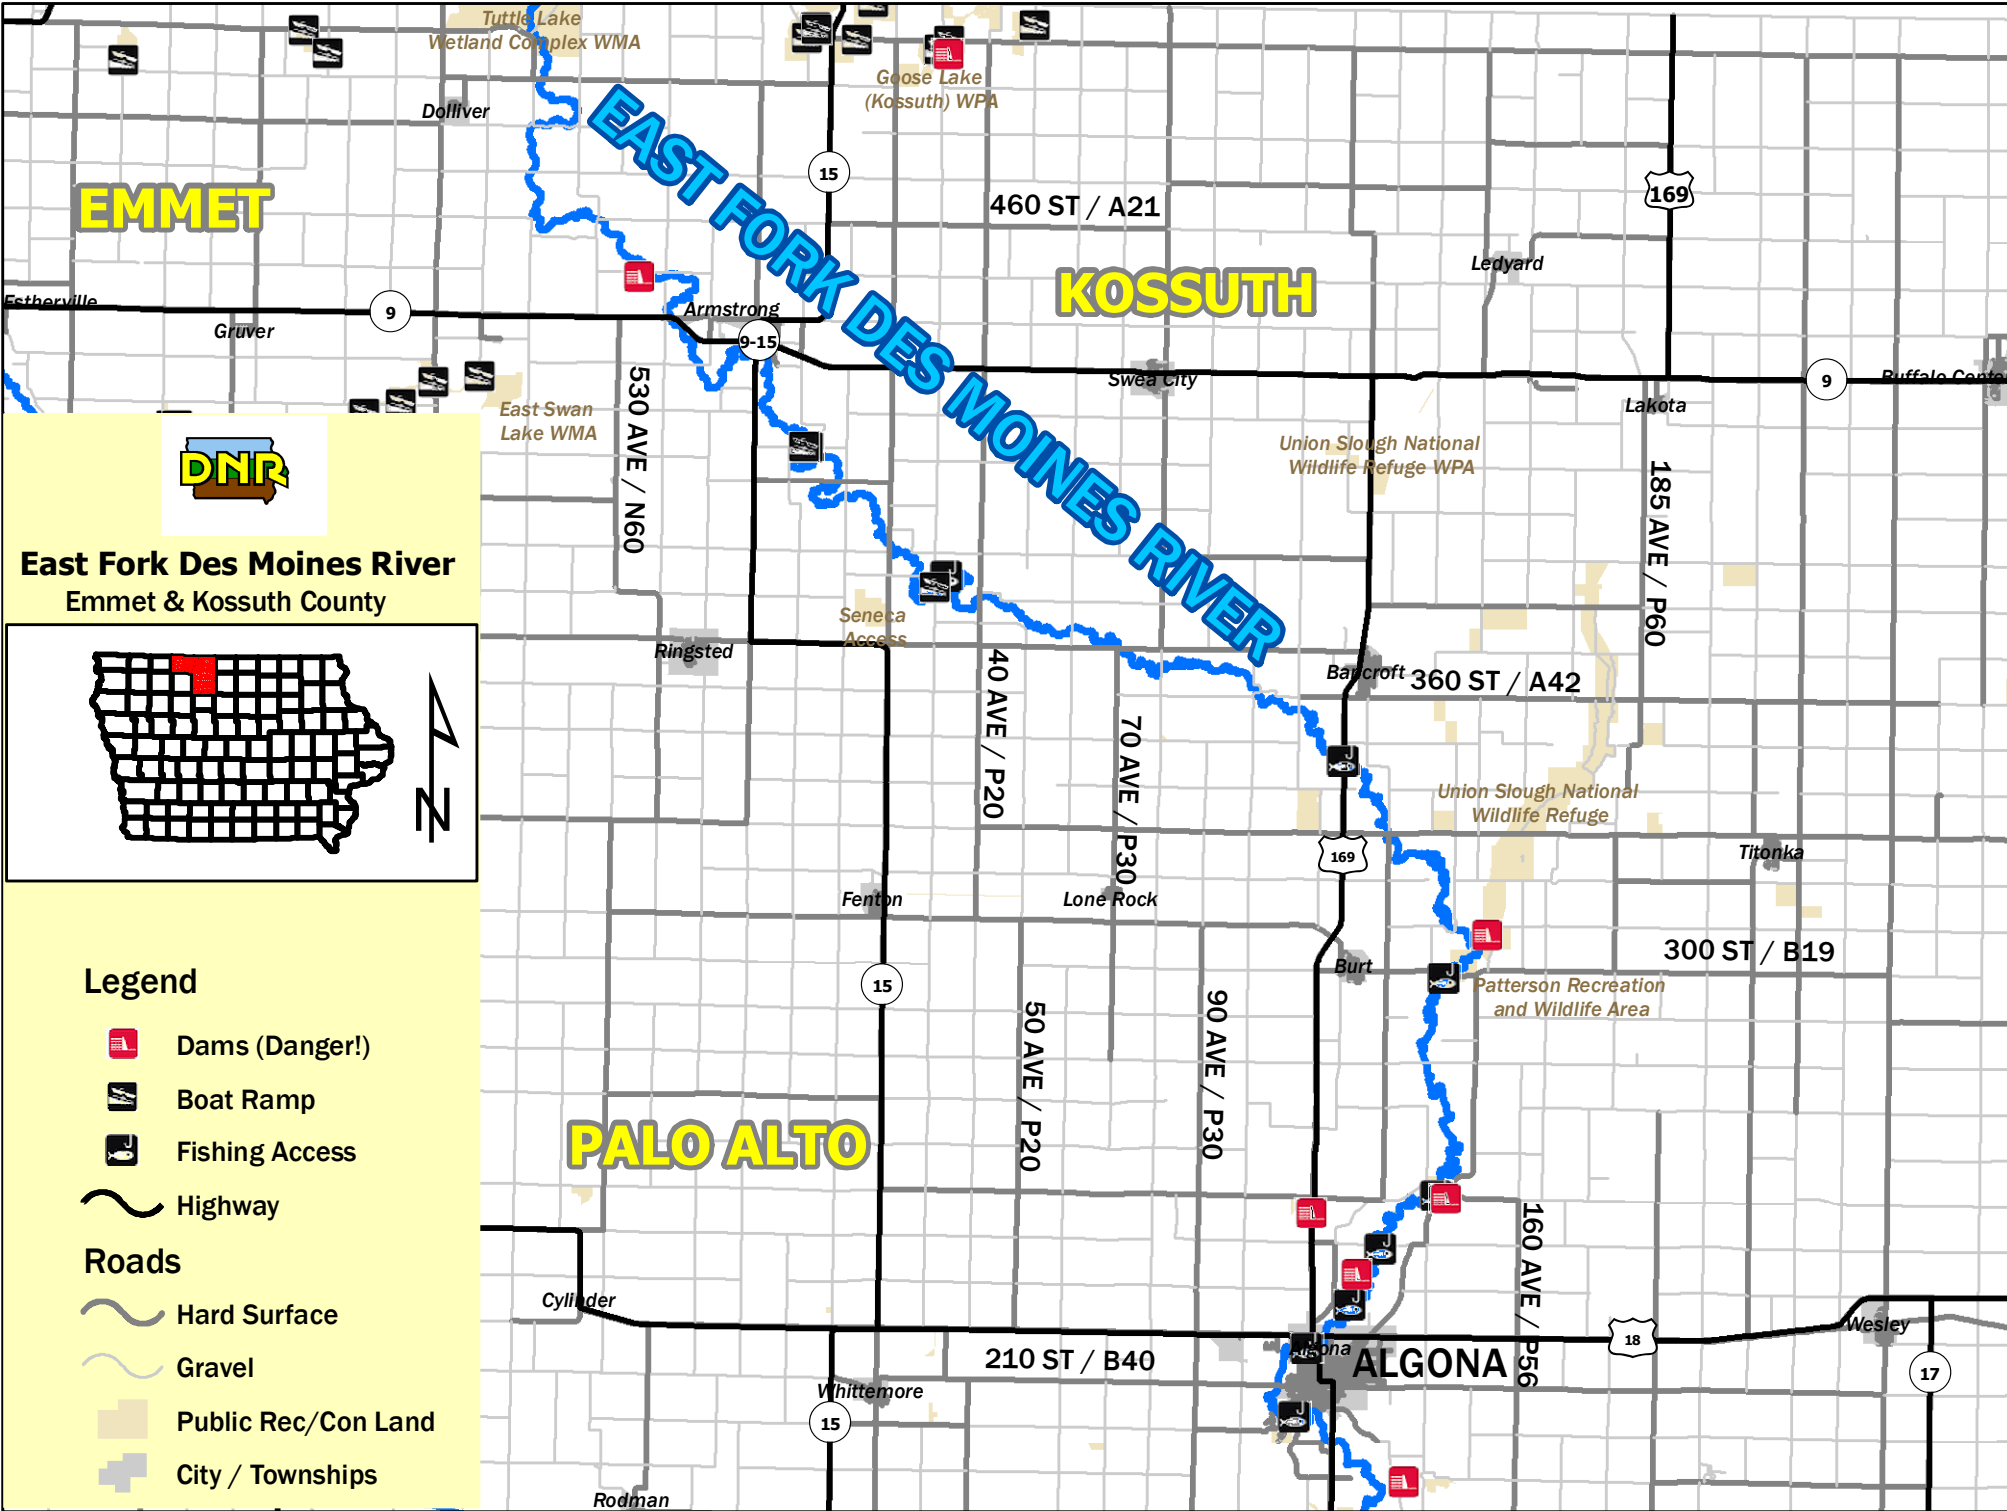 Tuttle Lake
Wetland Complex WMA
Goose Lake
(Kossuth) WPA
Dolliver
EAST FORK DES MOINES RIVER
15
169
460 ST / A21
EMMET
KOSSUTH
Ledyard
Estherville
9
Gruver
Armstrong
9-15
Swea City
9
Buffalo Cente
Lakota
East Swan
Lake WMA
530 AVE / N60
Union Slough National
Wildlife Refuge WPA
185 AVE / P60
DNR
East Fork Des Moines River
Emmet & Kossuth County
N
Seneca
Access
Ringsted
Bancroft
360 ST / A42
40 AVE / P20
70 AVE / P30
Union Slough National
Wildlife Refuge
169
Titonka
Fenton
Lone Rock
300 ST / B19
Burt
15
Patterson Recreation
and Wildlife Area
50 AVE / P20
90 AVE / P30
PALO ALTO
160 AVE / P56
Legend
Dams (Danger!)
Boat Ramp
Fishing Access
Highway
Roads
Hard Surface
Gravel
Public Rec/Con Land
City / Townships
Cylinder
18
Wesley
Algona
ALGONA
210 ST / B40
17
Whittemore
15
Rodman